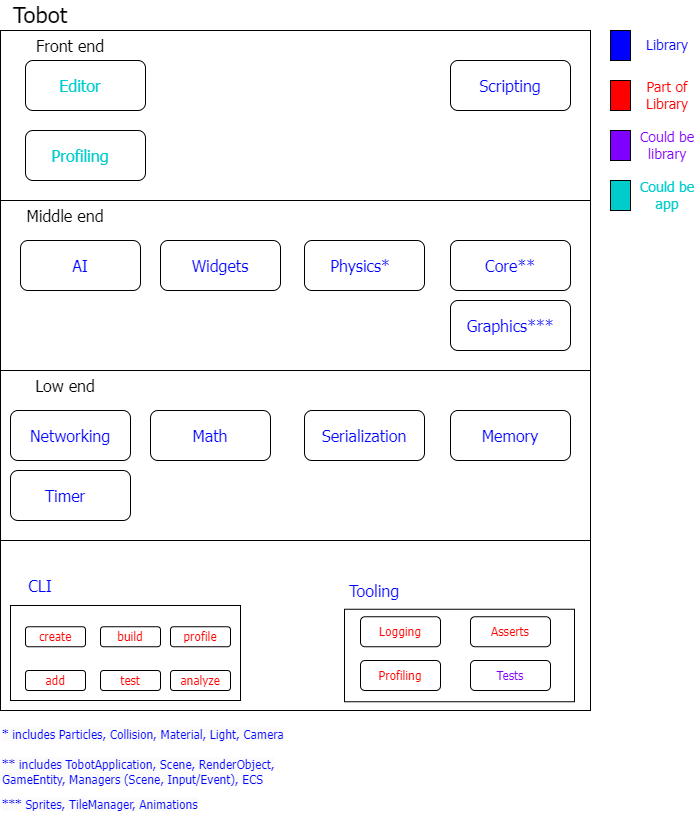 Tobot
Front end
Library
Editor
Scripting
Part of
Library
Could be
library
Profiling
Could be
app
Middle end
AI
Widgets
Physics*
Core**
Graphics***
Low end
Networking
Math
Serialization
Memory
Timer
CLI
Tooling
create
build
profile
Logging
Asserts
add
test
analyze
Profiling
Tests
* includes Particles, Collision, Material, Light, Camera
** includes TobotApplication, Scene, RenderObject,
GameEntity, Managers (Scene, Input/Event), ECS
*** Sprites, TileManager, Animations